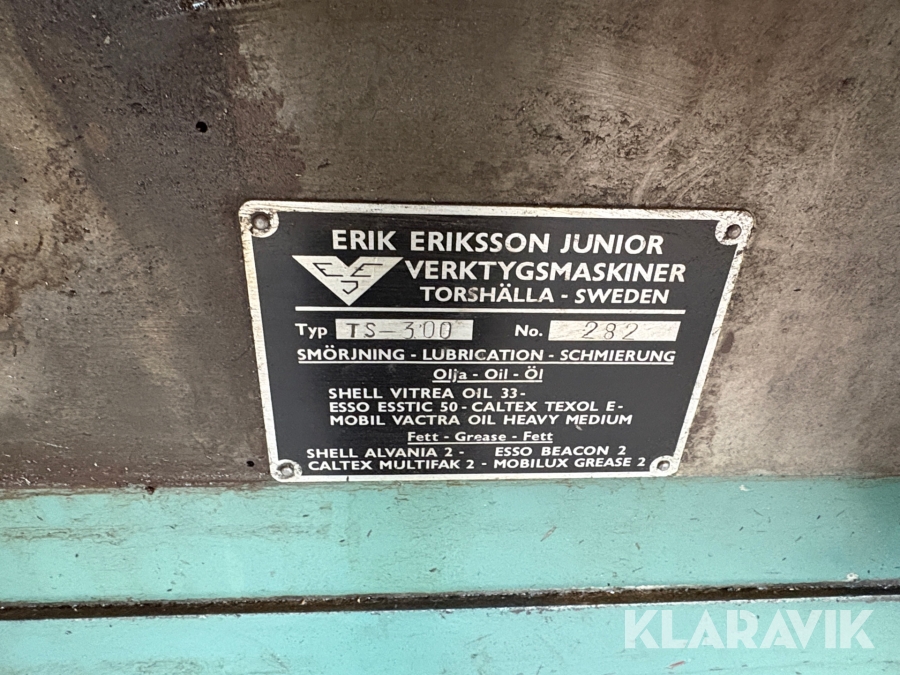 ERIK ERIKSSON JUNIOR
EEJ
VERKTYGSMASKINER
TORSHÄLLA - SWEDEN
Typ TS-300 No. 282
SMÖRJNING - LUBRICATION - SCHMIERUNG
Olja - Oil - Öl
SHELL VITREA OIL 33-
ESSO ESSTIC 50 - CALTEX TEXOL E-
MOBIL VACTRA OIL HEAVY MEDIUM
Fett - Grease - Fett
SHELL ALVANIA 2 - ESSO BEACON 2
CALTEX MULTIFAK 2 - MOBILUX GREASE 2
KLARAVIK